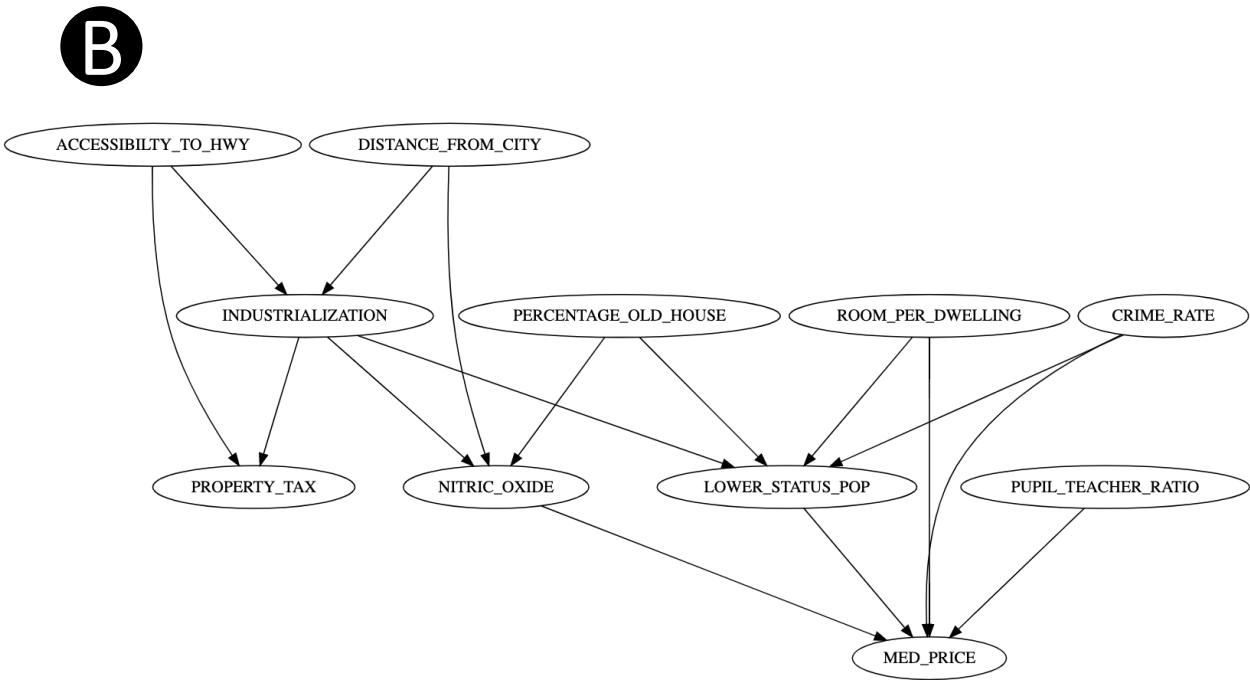 B
ACCESSIBILTY_TO_HWY
DISTANCE_FROM_CITY
INDUSTRIALIZATION
PERCENTAGE_OLD_HOUSE
ROOM_PER_DWELLING
CRIME_RATE
PROPERTY_TAX
NITRIC_OXIDE
LOWER_STATUS_POP
PUPIL_TEACHER_RATIO
MED_PRICE